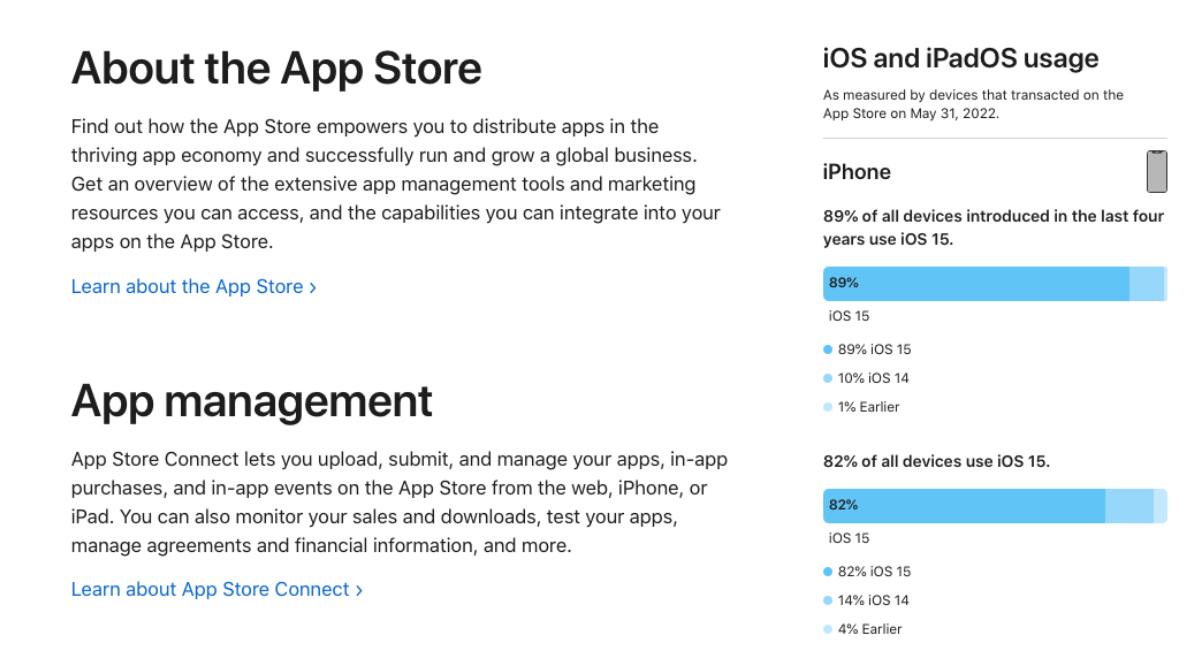 About the App Store
Find out how the App Store empowers you to distribute apps in the
thriving app economy and successfully run and grow a global business.
Get an overview of the extensive app management tools and marketing
resources you can access, and the capabilities you can integrate into your
apps on the App Store.
Learn about the App Store ›
App management
App Store Connect lets you upload, submit, and manage your apps, in-app
purchases, and in-app events on the App Store from the web, iPhone, or
iPad. You can also monitor your sales and downloads, test your apps,
manage agreements and financial information, and more.
Learn about App Store Connect ›
iOS and iPadOS usage
As measured by devices that transacted on the
App Store on May 31, 2022.
iPhone
89% of all devices introduced in the last four
years use iOS 15.
89%
iOS 15
89% iOS 15
10% iOS 14
1% Earlier
82% of all devices use iOS 15.
82%
iOS 15
82% iOS 15
14% iOS 14
4% Earlier